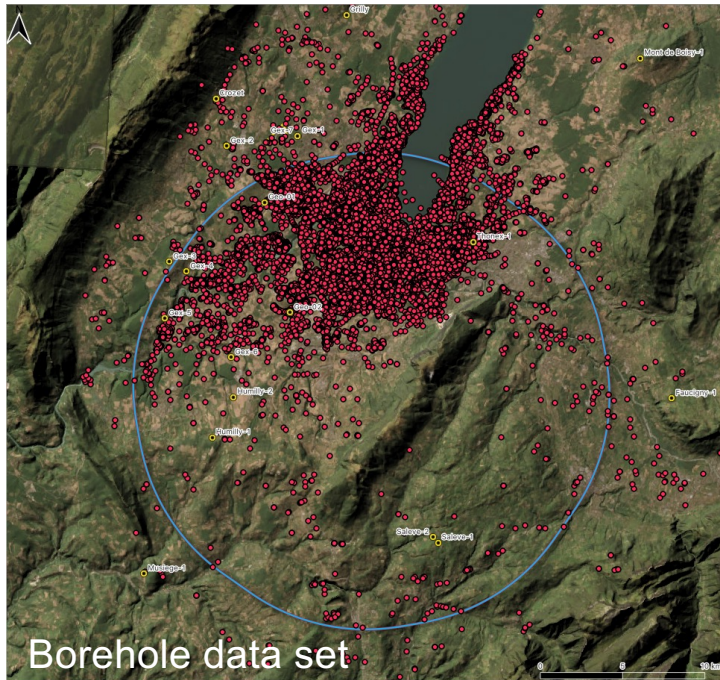 N
Grilly
Mont de Boisy-1
Crozet
Gex-7
Gex-1
Gex-2
Geo-01
Thonex-1
Gex-3
Gex-4
Geo-02
Gex-5
Gex-6
Humilly-2
Faucigny-1
Humilly-1
Saleve-2
Saleve-1
Musiege-1
Borehole data set
0 5 10 km